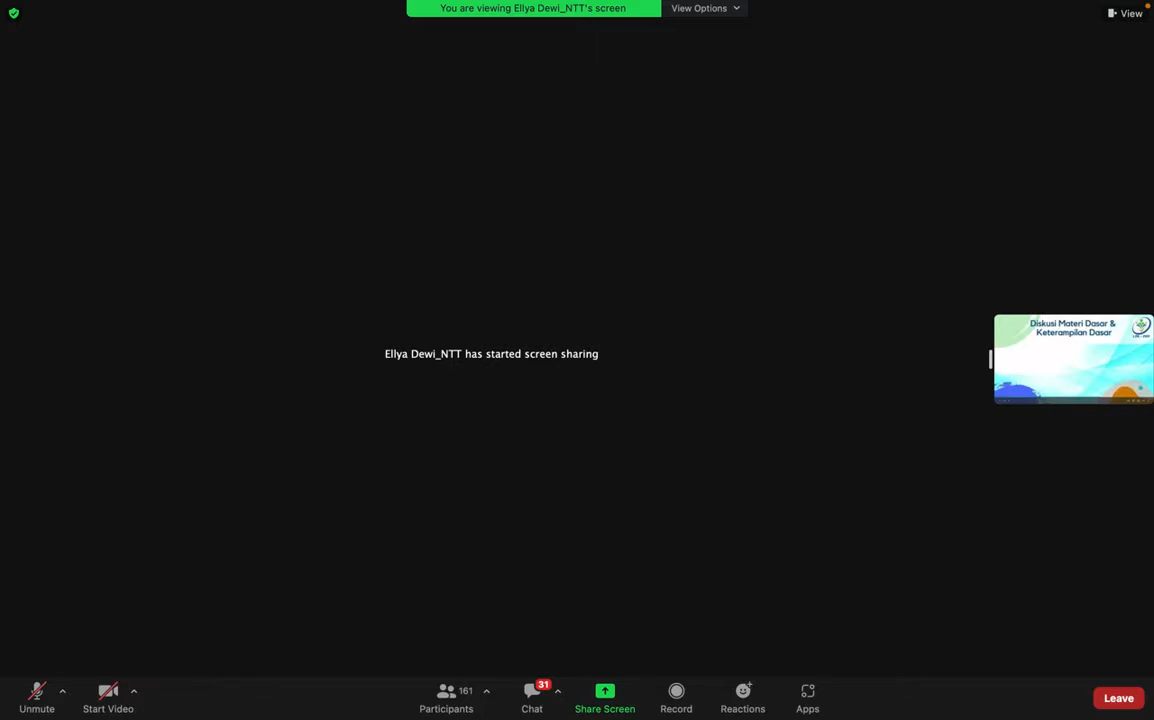 You are viewing Ellya Dewi_NTT's screen
View Options
View
Ellya Dewi_NTT has started screen sharing
Diskusi Materi Dasar &
Keterampilan Dasar
Unmute
Start Video
161
Participants
31
Chat
Share Screen
Record
Reactions
Apps
Leave